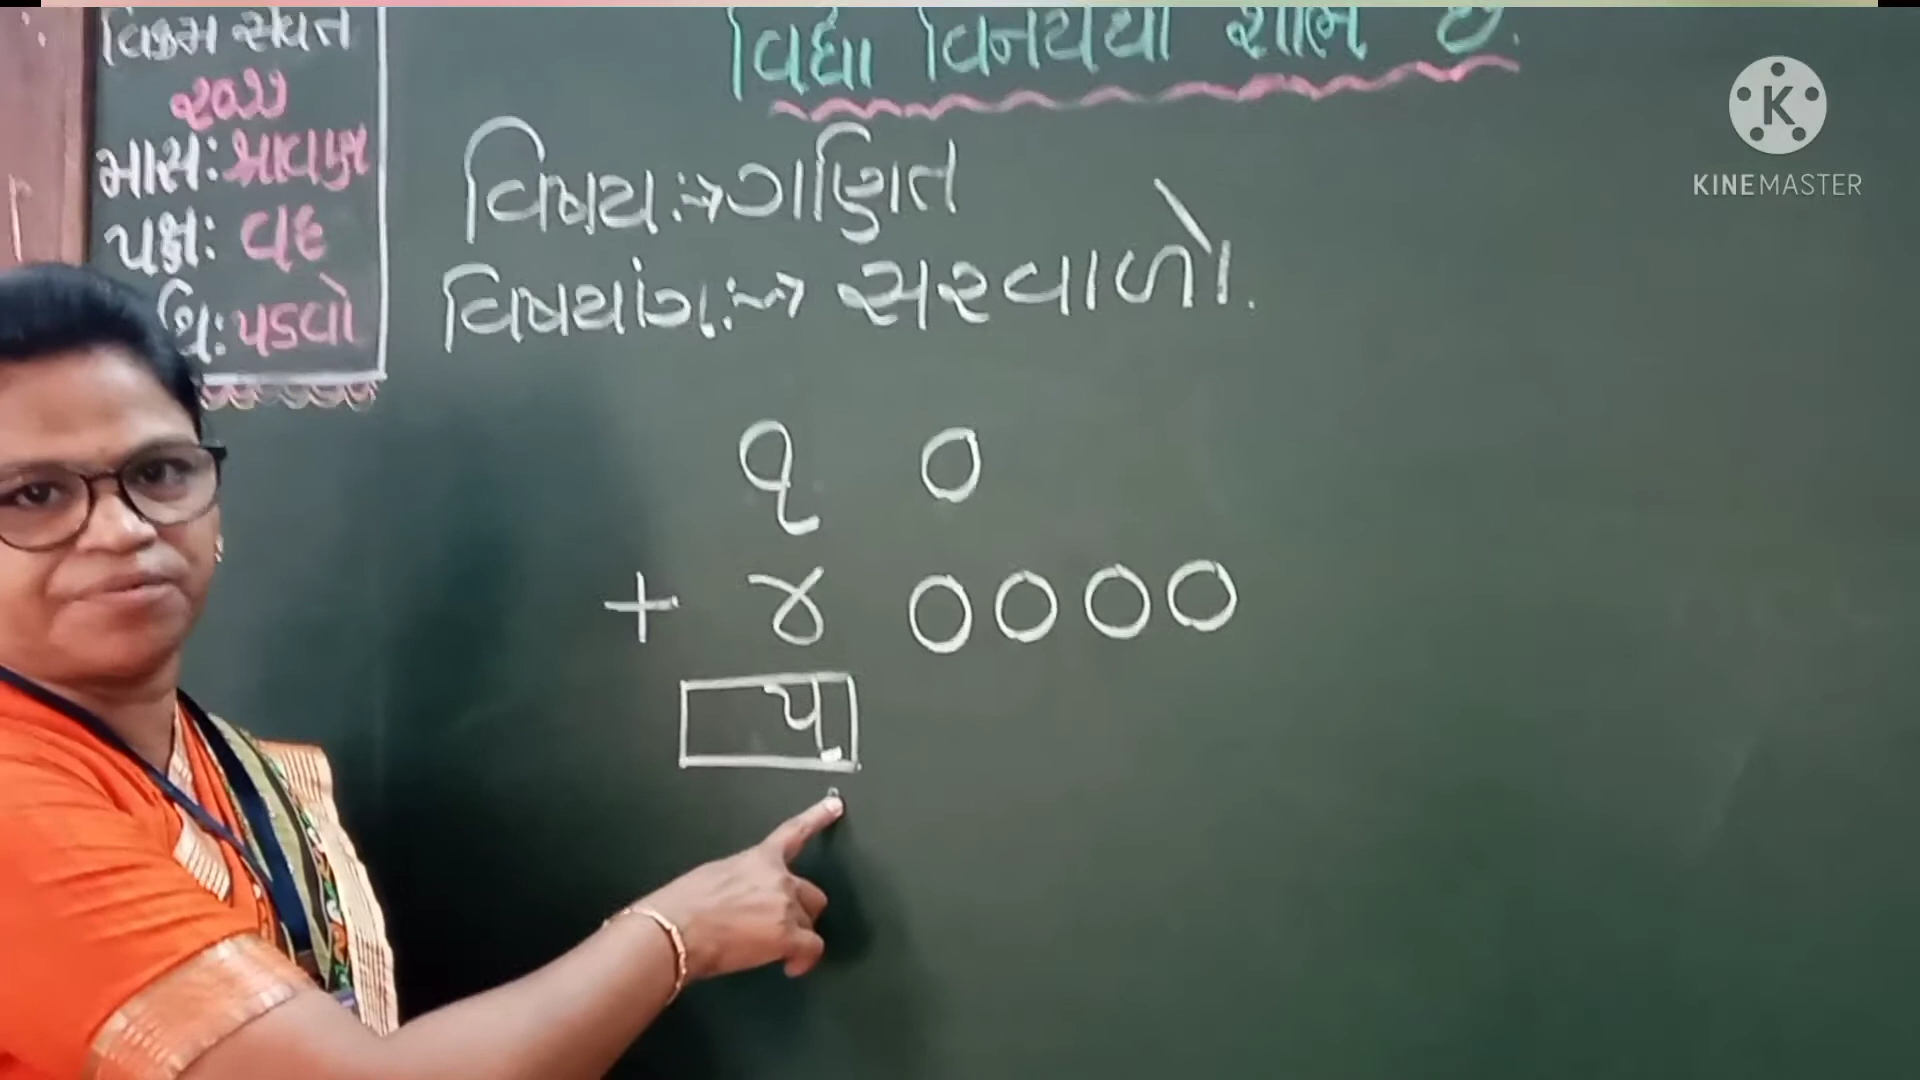 વિક્રમ સંવત
૨૦૭૭
માસઃ શ્રાવણ
પક્ષઃ વદ
થિઃ પડવો
વિદ્યા વિનયથી શોભે છે.
વિષય :→ ગણિત
વિષયાંગ :→ સરવાળો.
૧ ૦
+ ૪ ૦૦૦૦
૫
KINEMASTER